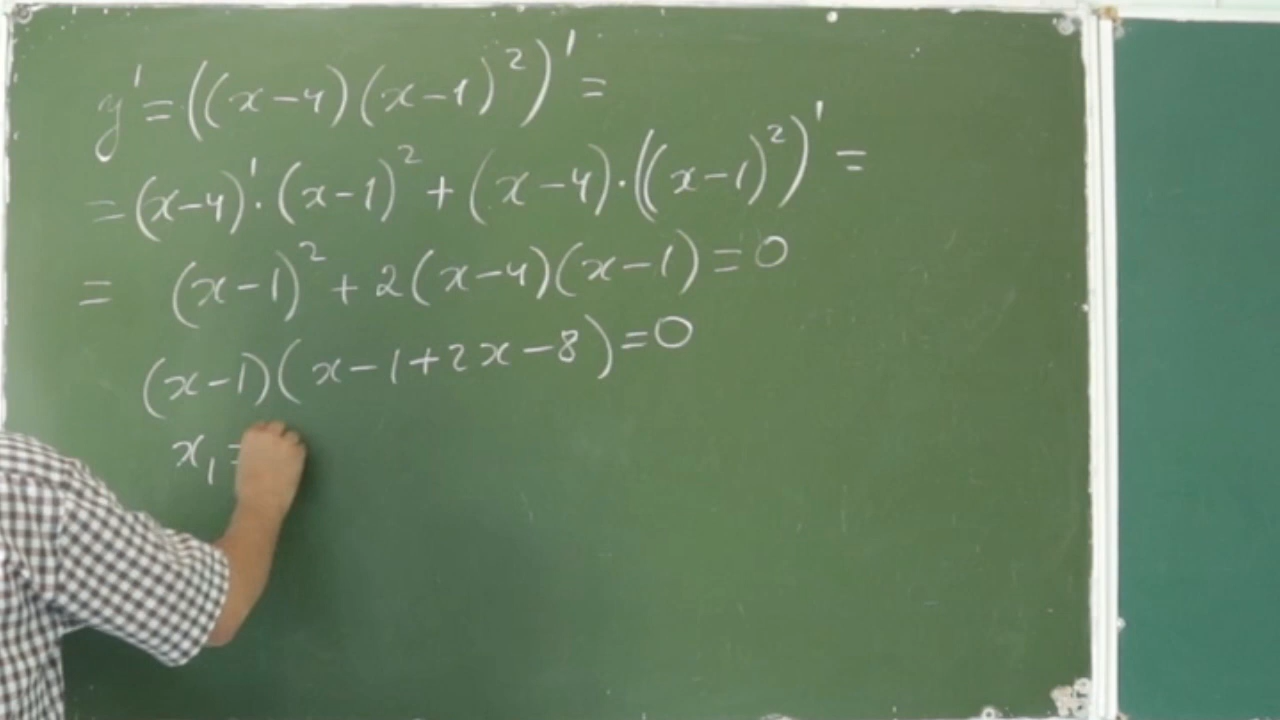 y' = ((x-4)(x-1)²)' =
= (x-4)'·(x-1)² + (x-4)·((x-1)²)' =
= (x-1)² + 2(x-4)(x-1) = 0
(x-1)(x-1+2x-8) = 0
x₁ =